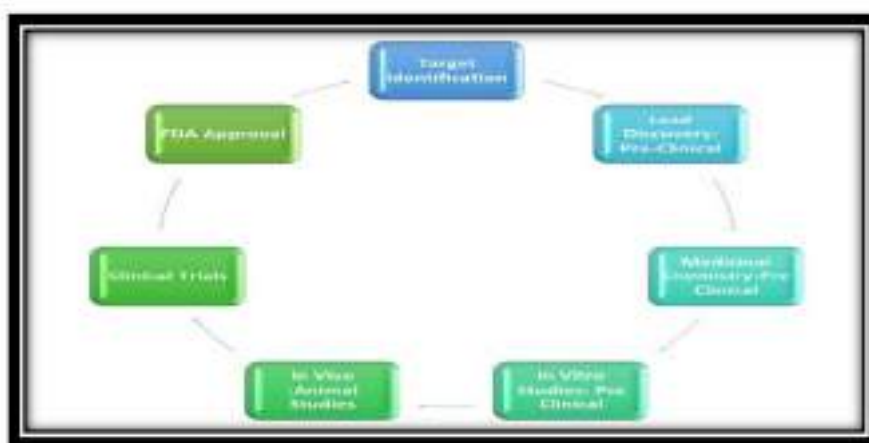 Target
Identification
Lead
Discovery-
Pre-Clinical
Medicinal
Chemistry-Pre
Clinical
In Vitro
Studies- Pre
Clinical
In Vivo
-Animal
Studies
Clinical Trials
FDA Approval